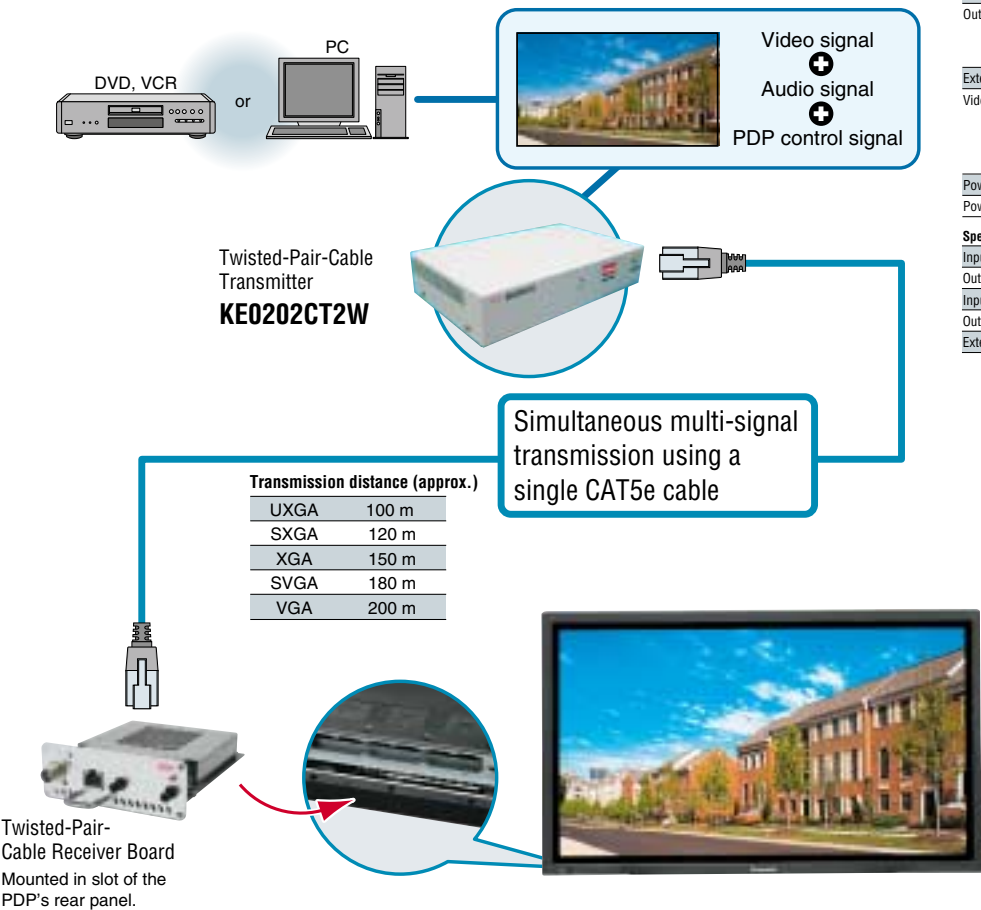 DVD, VCR
or
PC
Video signal
Audio signal
PDP control signal
Twisted-Pair-Cable
Transmitter
KE0202CT2W
Simultaneous multi-signal
transmission using a
single CAT5e cable
Transmission distance (approx.)
UXGA 100 m
SXGA 120 m
XGA 150 m
SVGA 180 m
VGA 200 m
Twisted-Pair-
Cable Receiver Board
Mounted in slot of the
PDP's rear panel.